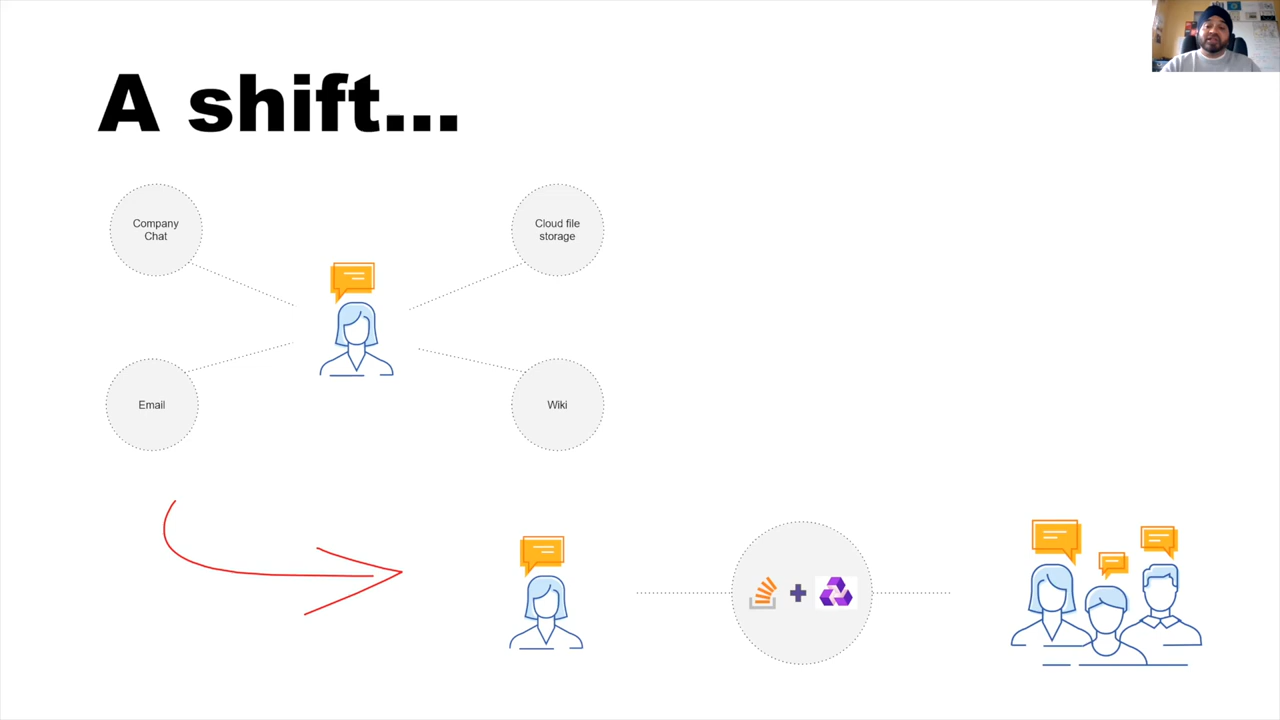 A shift...
Company
Chat
Cloud file
storage
Email
Wiki